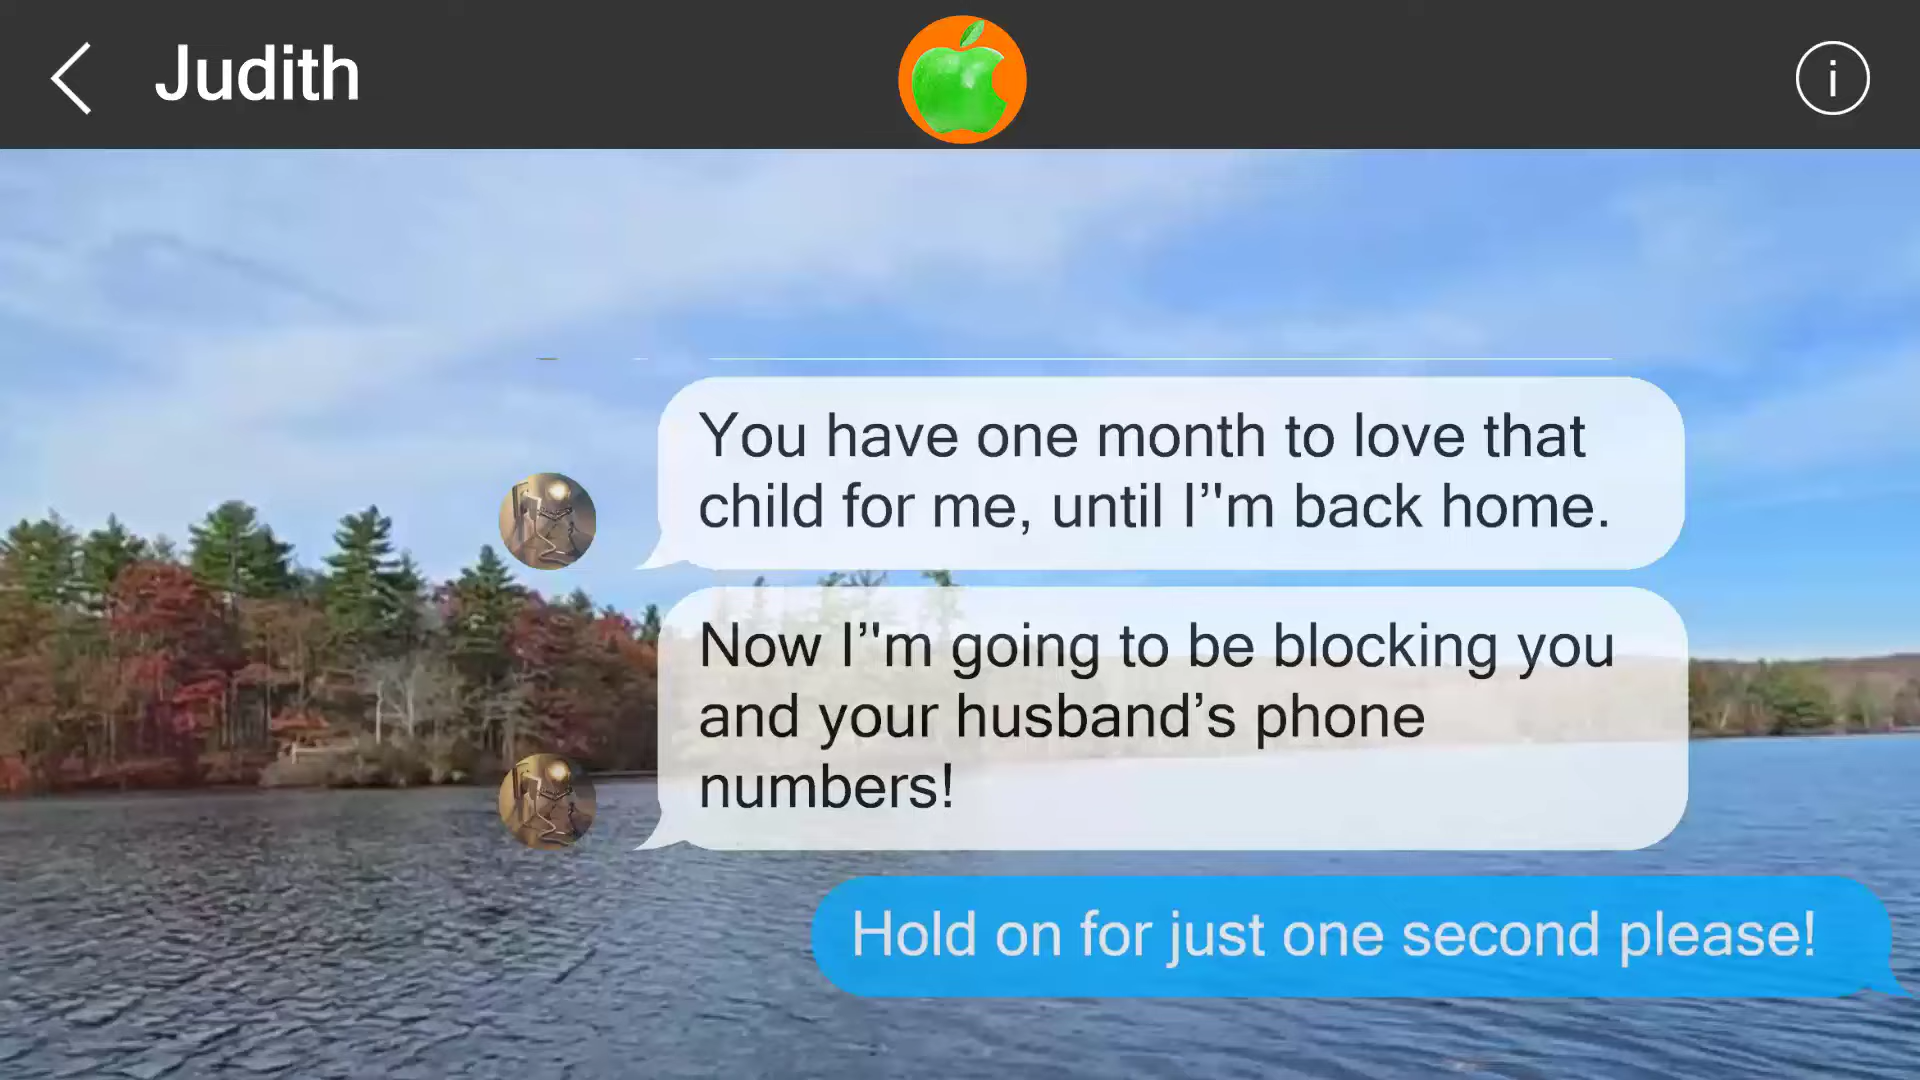 Judith
i
You have one month to love that
child for me, until I’'m back home.
Now I’'m going to be blocking you
and your husband’s phone
numbers!
Hold on for just one second please!